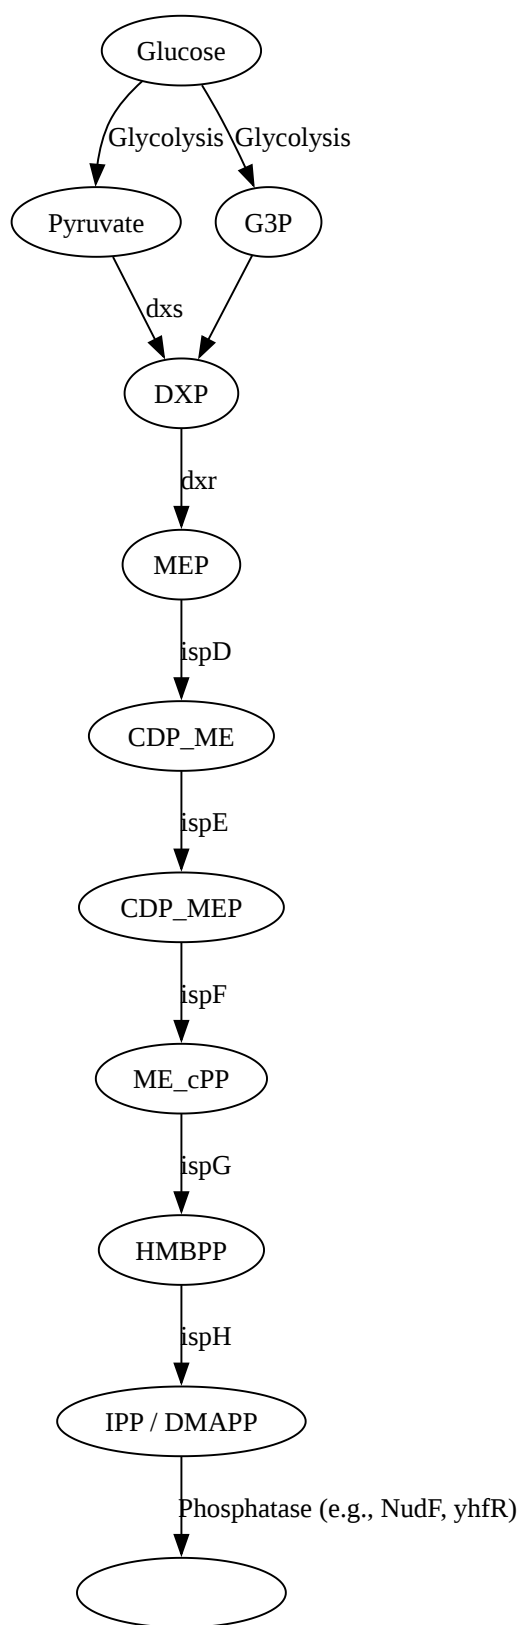 Glucose
Glycolysis
Glycolysis
Pyruvate
G3P
dxs
DXP
dxr
MEP
ispD
CDP_ME
ispE
CDP_MEP
ispF
ME_cPP
ispG
HMBPP
ispH
IPP / DMAPP
Phosphatase (e.g., NudF, yhfR)